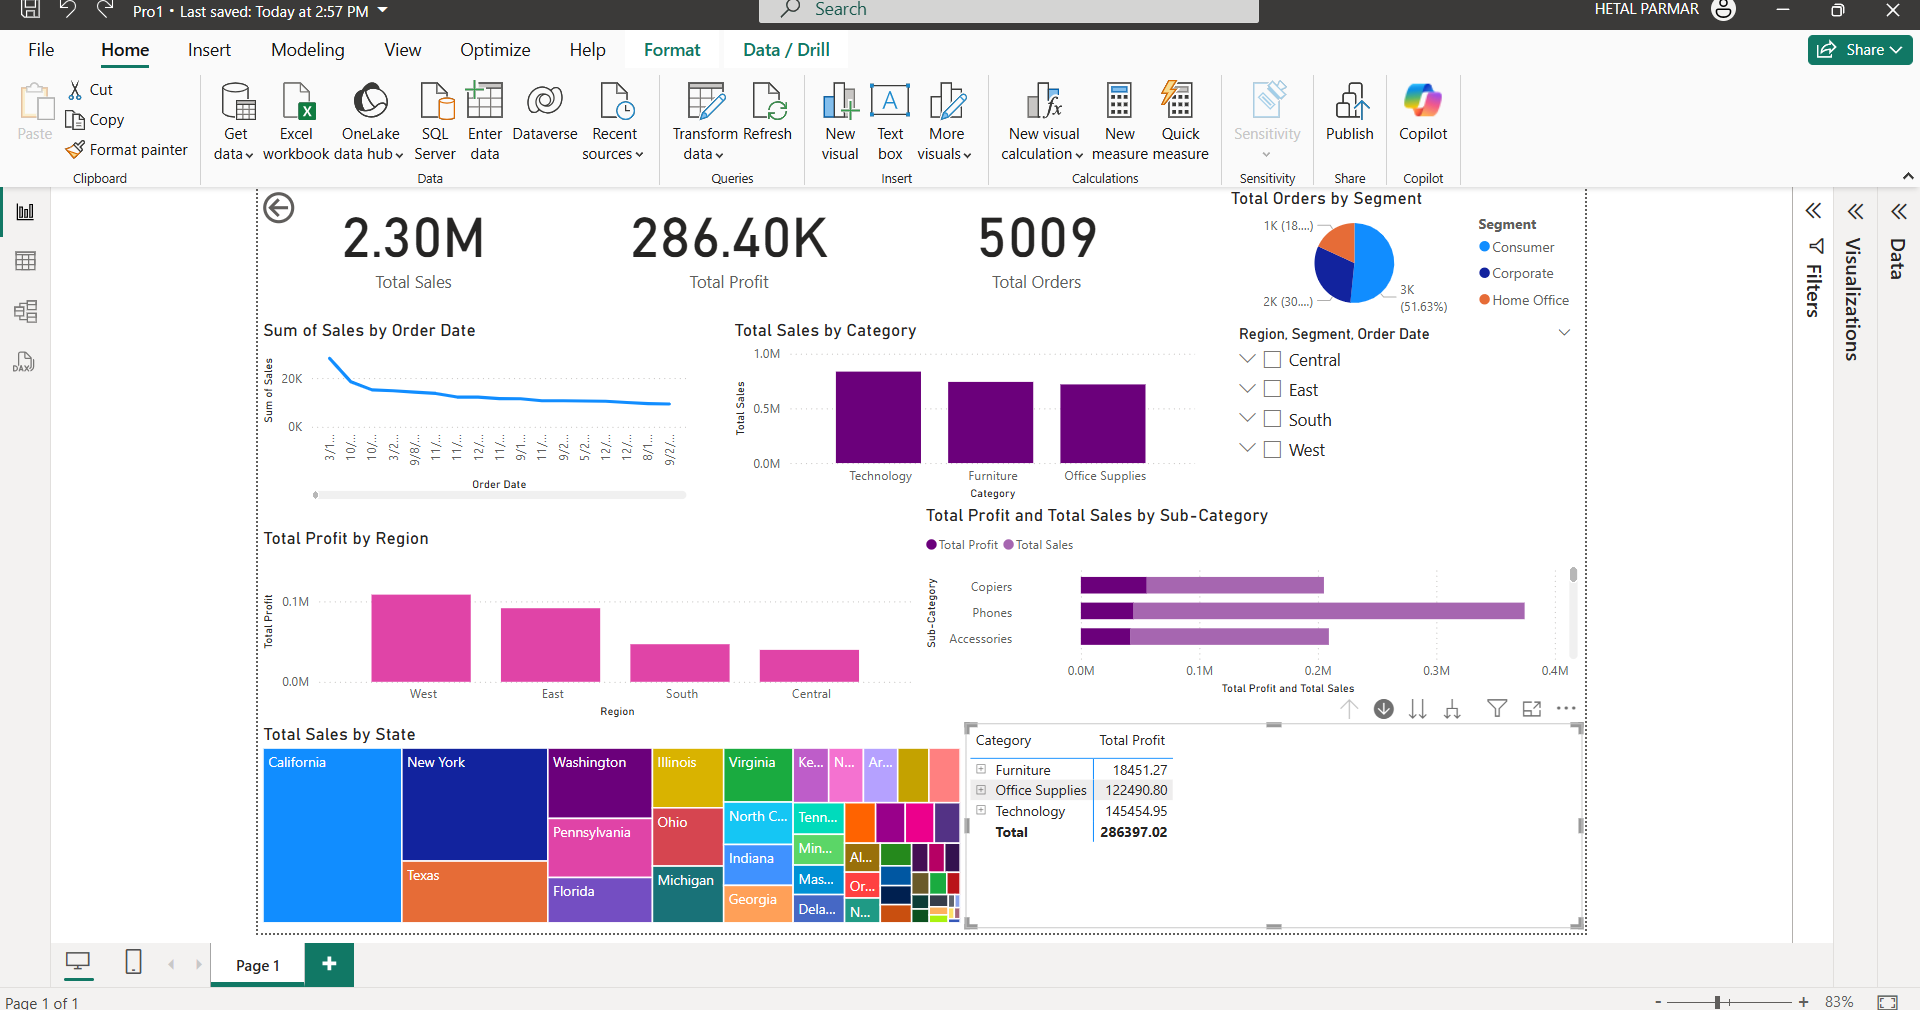 Pro1 • Last saved: Today at 2:57 PM
Search
HETAL PARMAR
File
Home
Insert
Modeling
View
Optimize
Help
Format
Data / Drill
Share
Paste
Cut
Copy
Format painter
Clipboard
Get data
Excel workbook
OneLake data hub
SQL Server
Enter data
Dataverse
Recent sources
Data
Transform data
Refresh
Queries
New visual
Text box
More visuals
Insert
New visual calculation
New measure
Quick measure
Calculations
Sensitivity
Sensitivity
Publish
Share
Copilot
Copilot
2.30M
Total Sales
286.40K
Total Profit
5009
Total Orders
Total Orders by Segment
1K (18....)
2K (30....)
3K
(51.63%)
Segment
Consumer
Corporate
Home Office
Filters
Visualizations
Data
Sum of Sales by Order Date
Sum of Sales
20K
0K
3/1...
10/...
10/...
3/2...
9/8/...
11/...
11/...
12/...
11/...
9/1...
11/...
9/2...
5/2...
12/...
12/...
8/1...
9/2/...
Order Date
Total Sales by Category
Total Sales
1.0M
0.5M
0.0M
Technology
Furniture
Office Supplies
Category
Region, Segment, Order Date
Central
East
South
West
Total Profit by Region
Total Profit
0.1M
0.0M
West
East
South
Central
Region
Total Profit and Total Sales by Sub-Category
Total Profit
Total Sales
Sub-Category
Copiers
Phones
Accessories
0.0M
0.1M
0.2M
0.3M
0.4M
Total Profit and Total Sales
Total Sales by State
California
New York
Texas
Washington
Pennsylvania
Florida
Illinois
Ohio
Michigan
Virginia
North C...
Indiana
Georgia
Ke...
N...
Ar...
Tenn...
Min...
Mas...
Dela...
Al...
Or...
N...
Category Total Profit
Furniture 18451.27
Office Supplies 122490.80
Technology 145454.95
Total 286397.02
Page 1
Page 1 of 1
83%